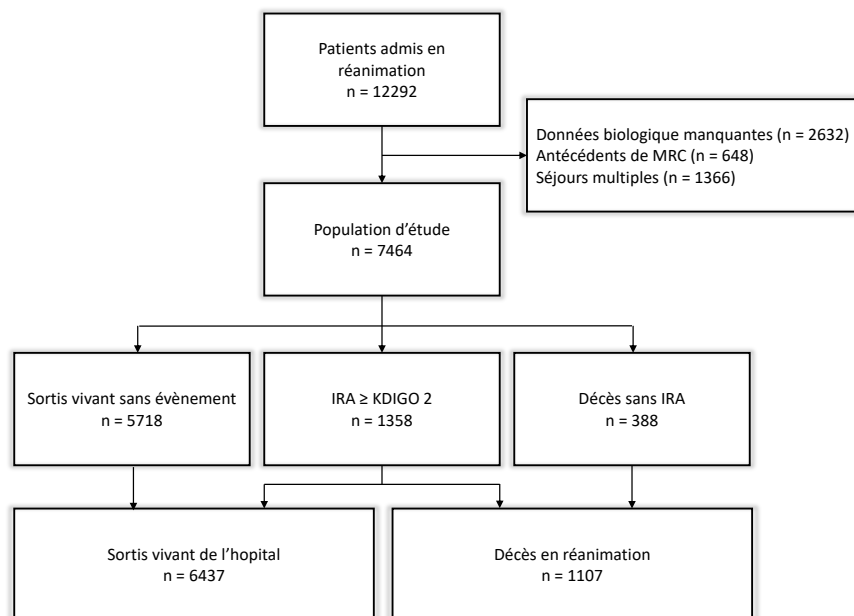 Patients admis en
réanimation
n = 12292
Données biologique manquantes (n = 2632)
Antécédents de MRC (n = 648)
Séjours multiples (n = 1366)
Population d'étude
n = 7464
Sortis vivant sans évènement
n = 5718
IRA ≥ KDIGO 2
n = 1358
Décès sans IRA
n = 388
Sortis vivant de l'hopital
n = 6437
Décès en réanimation
n = 1107